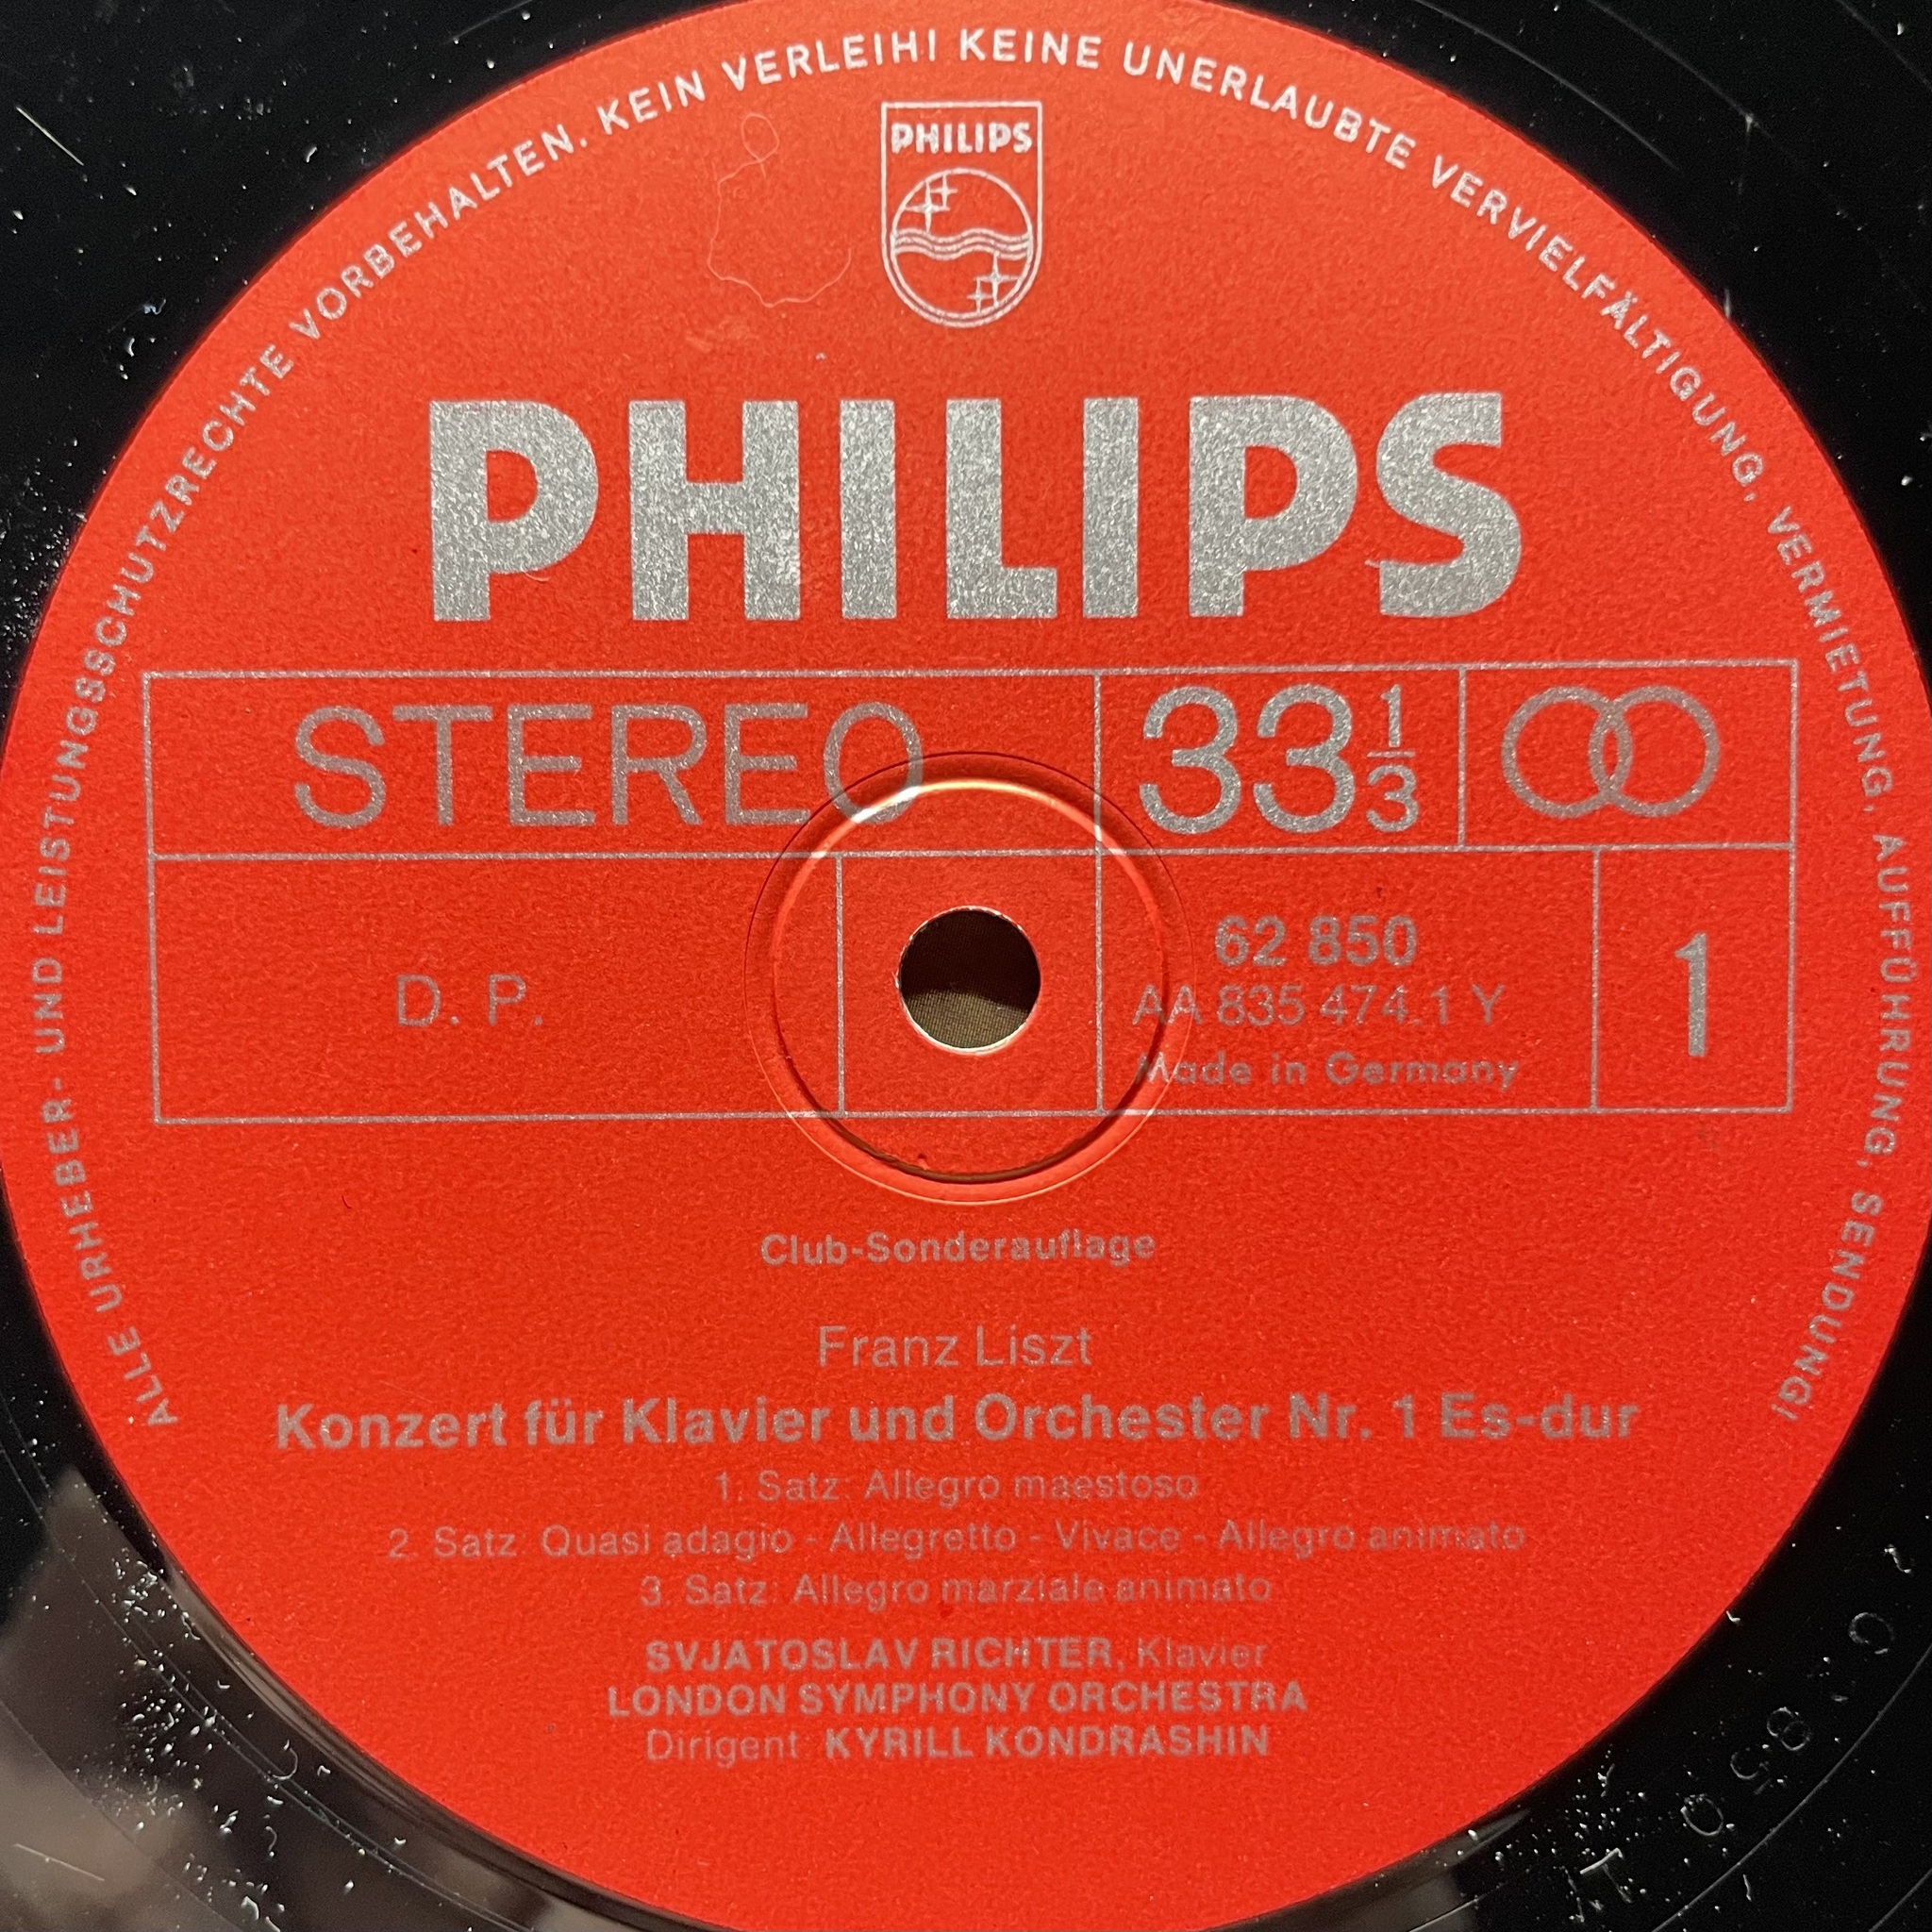 ALLE URHEBER- UND LEISTUNGSSCHUTZRECHTE VORBEHALTEN. KEIN VERLEIH! KEINE UNERLAUBTE VERVIELFÄLTIGUNG, VERMIETUNG, AUFFÜHRUNG, SENDUNG!
PHILIPS
PHILIPS
STEREO 33 1/3
D. P.
62 850
AA 835 474.1 Y
Made in Germany
1
Club-Sonderauflage
Franz Liszt
Konzert für Klavier und Orchester Nr. 1 Es-dur
1. Satz: Allegro maestoso
2. Satz: Quasi adagio - Allegretto - Vivace - Allegro animato
3. Satz: Allegro marziale animato
SVJATOSLAV RICHTER, Klavier
LONDON SYMPHONY ORCHESTRA
Dirigent: KYRILL KONDRASHIN